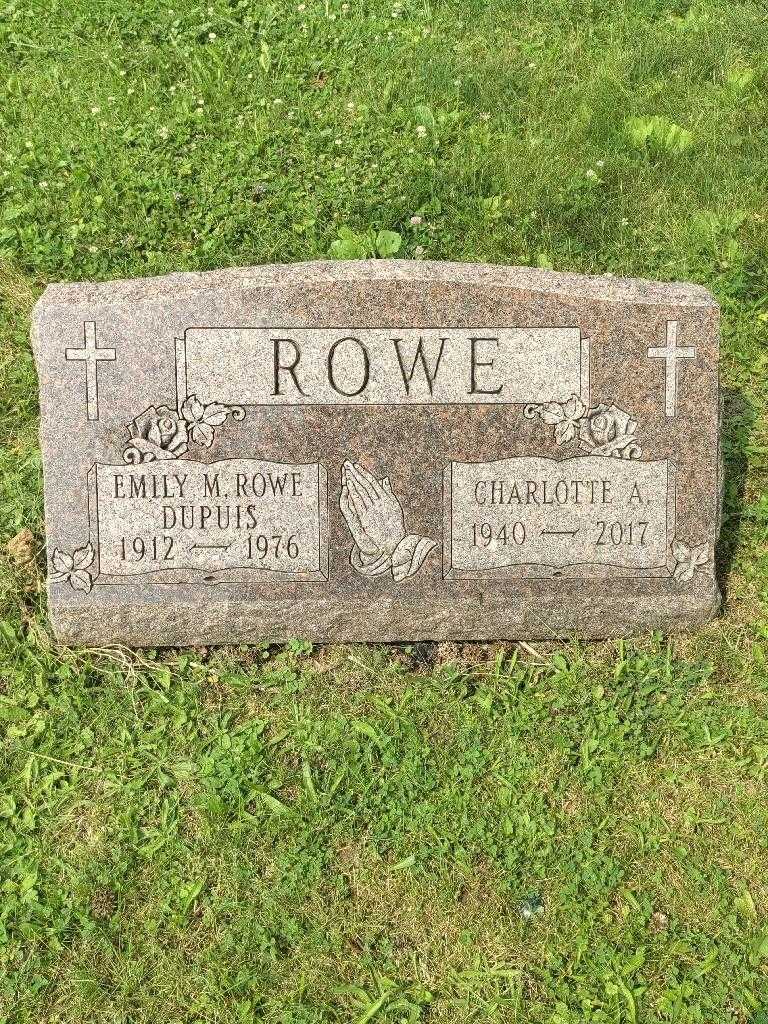 ROWE
EMILY M. ROWE
DUPUIS
1912 — 1976
CHARLOTTE A.
1940 — 2017